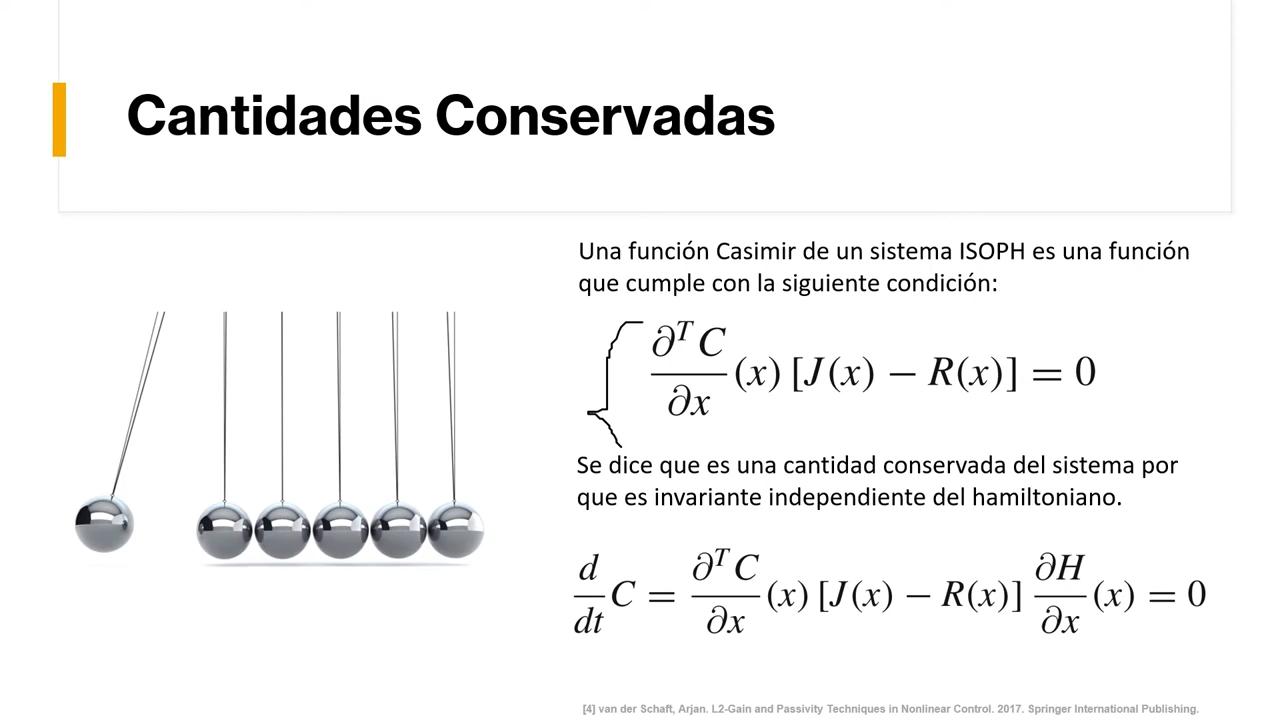 Cantidades Conservadas
Una función Casimir de un sistema ISOPH es una función
que cumple con la siguiente condición:
∂ᵀC/∂x (x) [J(x) − R(x)] = 0
Se dice que es una cantidad conservada del sistema por
que es invariante independiente del hamiltoniano.
d/dt C = ∂ᵀC/∂x (x) [J(x) − R(x)] ∂H/∂x (x) = 0
[4] van der Schaft, Arjan. L2-Gain and Passivity Techniques in Nonlinear Control. 2017. Springer International Publishing.